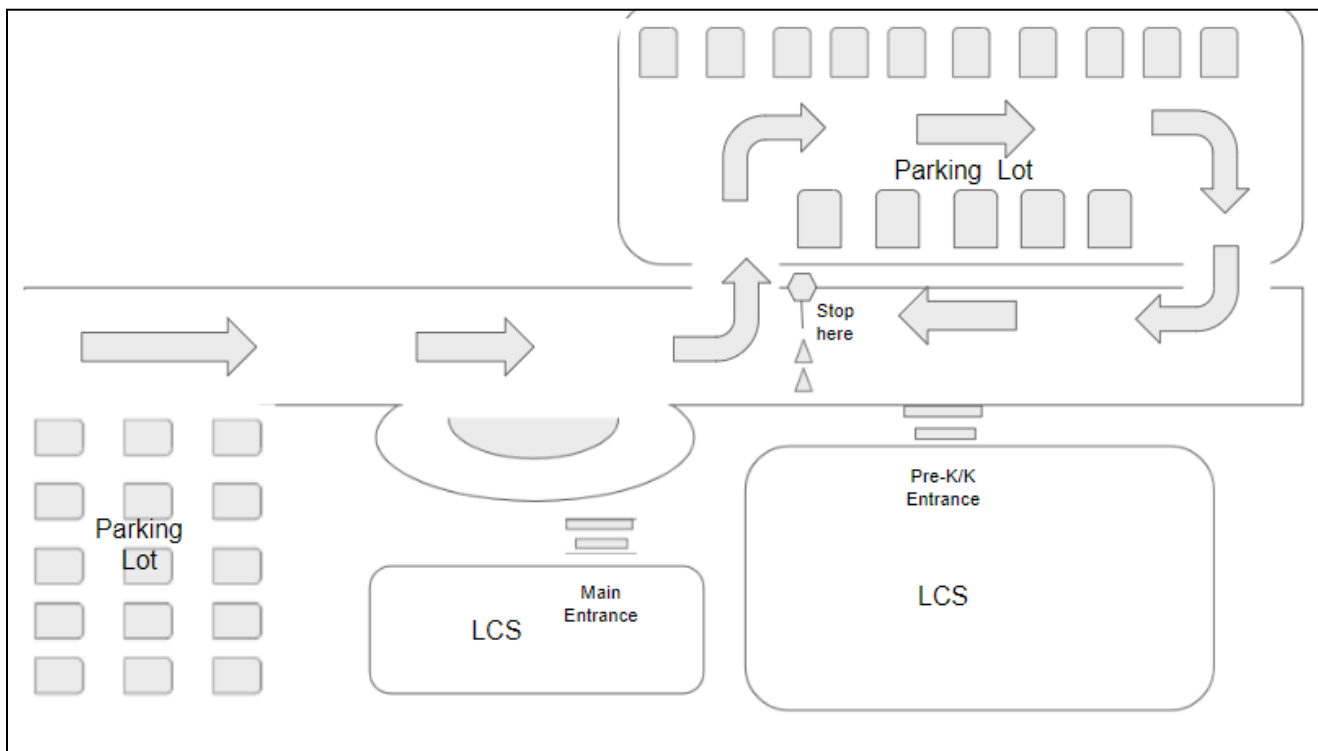 Parking Lot
Stop
here
Pre-K/K
Entrance
Parking
Lot
LCS
Main
Entrance
LCS